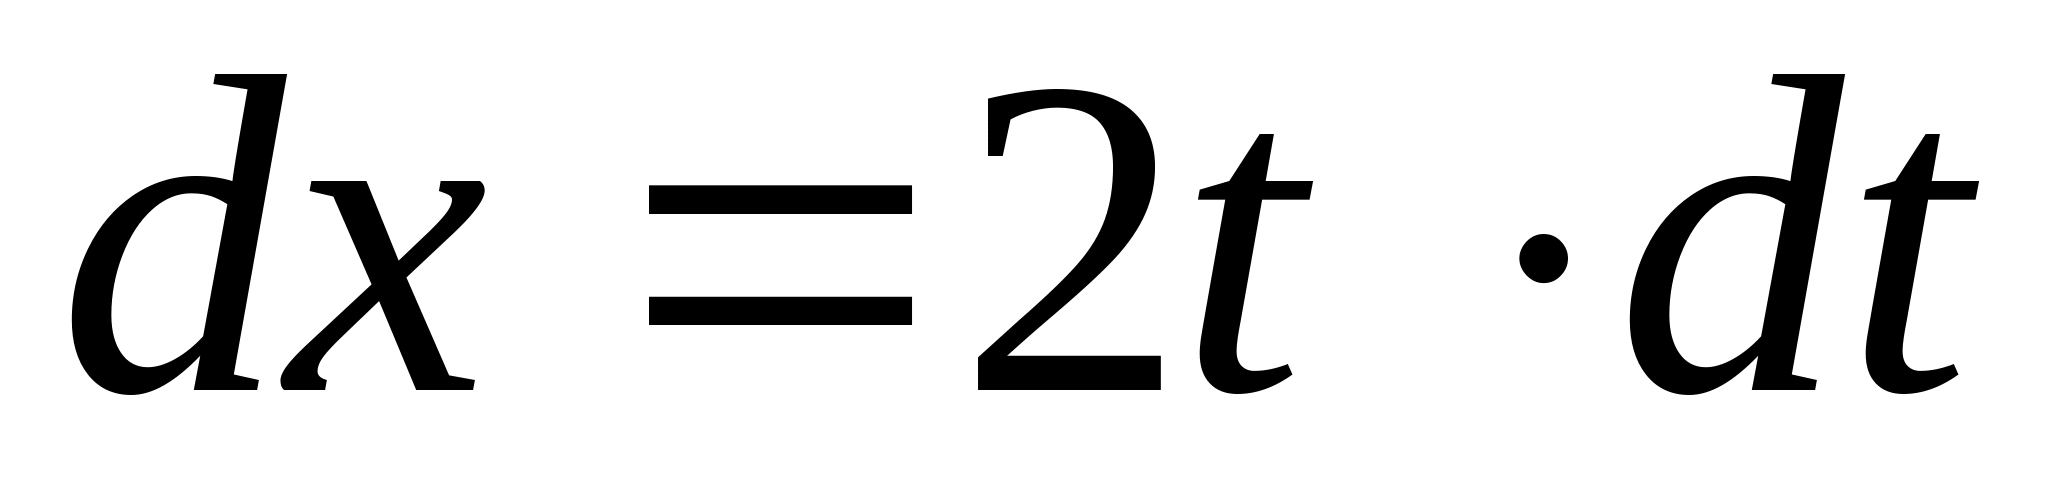 dx = 2t · dt